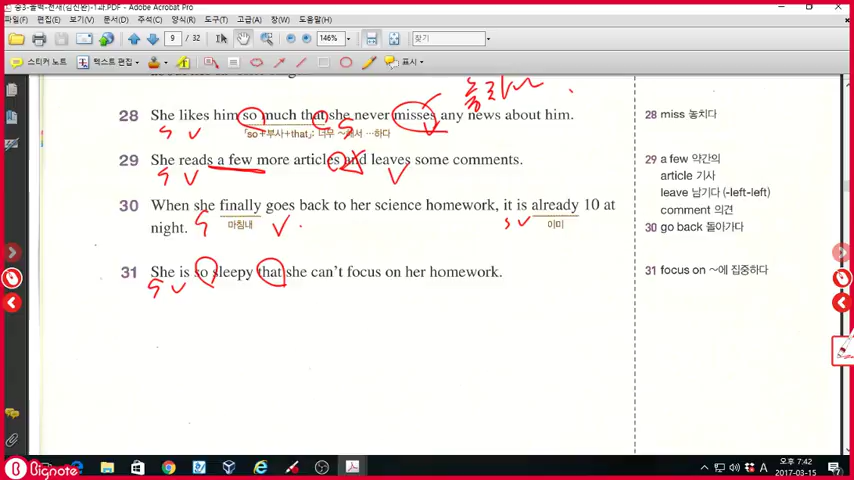 중3-블랙-천재(김진완)-1과.PDF - Adobe Acrobat Pro
파일(F) 편집(E) 보기(V) 문서(D) 주석(C) 양식(R) 도구(T) 고급(A) 창(W) 도움말(H)
9 / 32 146% 찾기
스티커 노트 텍스트 편집 표시
28 She likes him so much that she never misses any news about him. 28 miss 놓치다
S V S V
「so+부사+that」: 너무 ~해서 …하다
29 She reads a few more articles and leaves some comments. 29 a few 약간의
S V V
article 기사
leave 남기다 (-left-left)
comment 의견
30 When she finally goes back to her science homework, it is already 10 at
마침내 이미
night. S V S V
30 go back 돌아가다
31 She is so sleepy that she can't focus on her homework. 31 focus on ~에 집중하다
S V
Bignote
A 오후 7:42
2017-03-15